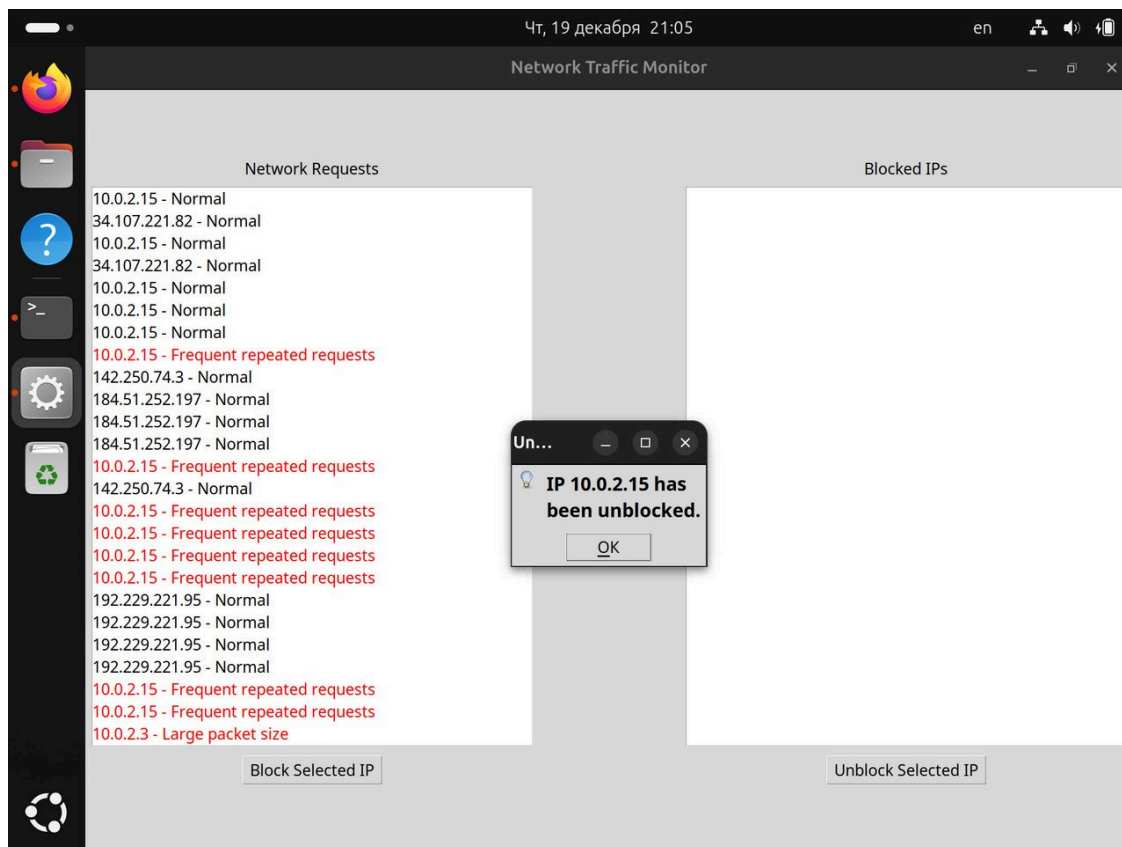 Чт, 19 декабря 21:05
en
Network Traffic Monitor
Network Requests
10.0.2.15 - Normal
34.107.221.82 - Normal
10.0.2.15 - Normal
34.107.221.82 - Normal
10.0.2.15 - Normal
10.0.2.15 - Normal
10.0.2.15 - Normal
10.0.2.15 - Frequent repeated requests
142.250.74.3 - Normal
184.51.252.197 - Normal
184.51.252.197 - Normal
184.51.252.197 - Normal
10.0.2.15 - Frequent repeated requests
142.250.74.3 - Normal
10.0.2.15 - Frequent repeated requests
10.0.2.15 - Frequent repeated requests
10.0.2.15 - Frequent repeated requests
10.0.2.15 - Frequent repeated requests
192.229.221.95 - Normal
192.229.221.95 - Normal
192.229.221.95 - Normal
192.229.221.95 - Normal
10.0.2.15 - Frequent repeated requests
10.0.2.15 - Frequent repeated requests
10.0.2.3 - Large packet size
Block Selected IP
Un...
IP 10.0.2.15 has
been unblocked.
OK
Blocked IPs
Unblock Selected IP